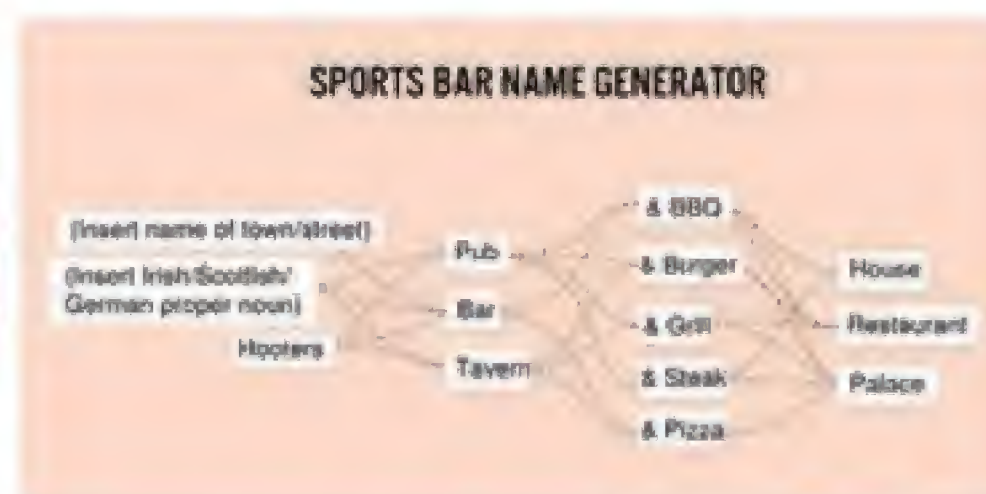 SPORTS BAR NAME GENERATOR
(Insert name of town/street)
(Insert Irish/Scottish/
German proper noun)
Hooters
Pub
Bar
Tavern
& BBQ
& Burger
& Grill
& Steak
& Pizza
House
Restaurant
Palace